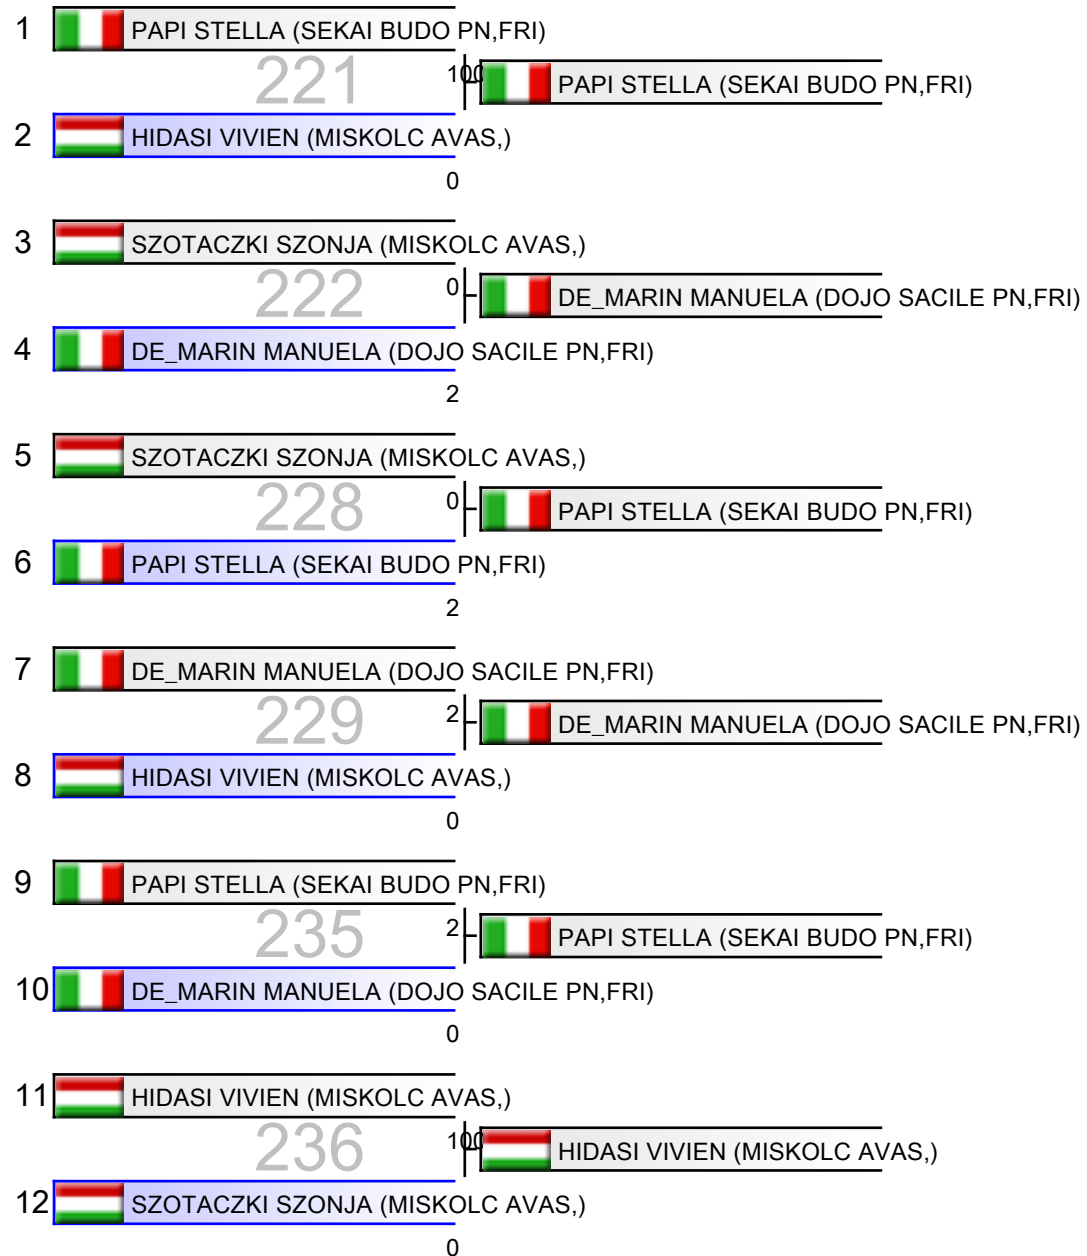 1 PAPI STELLA (SEKAI BUDO PN,FRI)
221
100 PAPI STELLA (SEKAI BUDO PN,FRI)
2 HIDASI VIVIEN (MISKOLC AVAS,)
0
3 SZOTACZKI SZONJA (MISKOLC AVAS,)
222
0 DE_MARIN MANUELA (DOJO SACILE PN,FRI)
4 DE_MARIN MANUELA (DOJO SACILE PN,FRI)
2
5 SZOTACZKI SZONJA (MISKOLC AVAS,)
228
0 PAPI STELLA (SEKAI BUDO PN,FRI)
6 PAPI STELLA (SEKAI BUDO PN,FRI)
2
7 DE_MARIN MANUELA (DOJO SACILE PN,FRI)
229
2 DE_MARIN MANUELA (DOJO SACILE PN,FRI)
8 HIDASI VIVIEN (MISKOLC AVAS,)
0
9 PAPI STELLA (SEKAI BUDO PN,FRI)
235
2 PAPI STELLA (SEKAI BUDO PN,FRI)
10 DE_MARIN MANUELA (DOJO SACILE PN,FRI)
0
11 HIDASI VIVIEN (MISKOLC AVAS,)
236
100 HIDASI VIVIEN (MISKOLC AVAS,)
12 SZOTACZKI SZONJA (MISKOLC AVAS,)
0